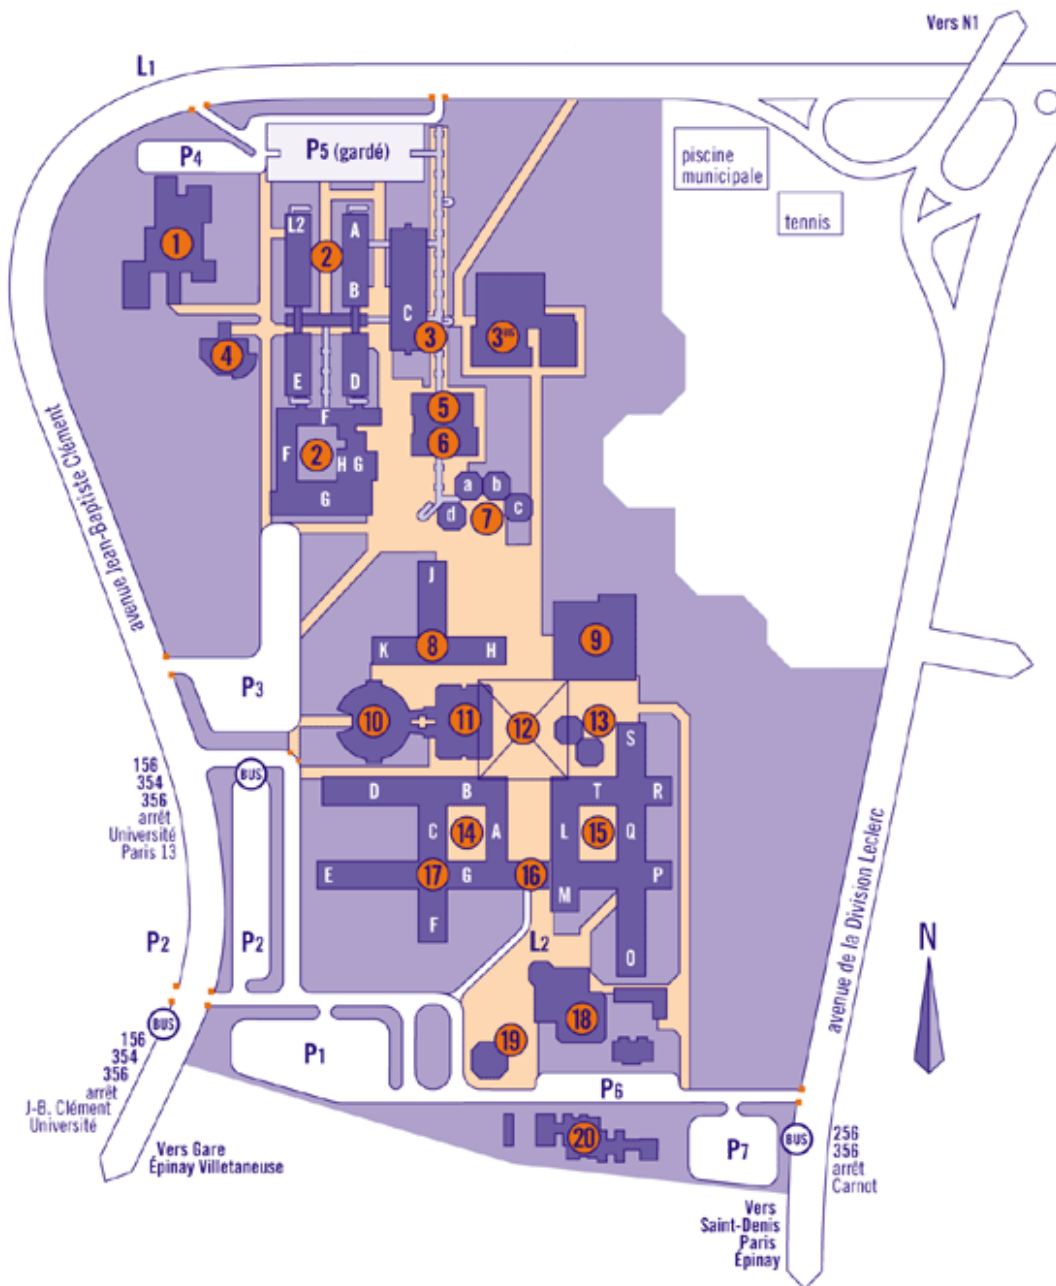 Vers N1
L1
P4
P5 (gardé)
piscine
municipale
tennis
L2
A
1
2
B
C
3
3BIS
4
E
D
5
F
6
F
2
H
G
G
a
b
c
d
7
avenue Jean-Baptiste Clément
J
K
8
H
9
P3
10
11
12
13
S
156
354
356
arrêt
Université
Paris 13
BUS
D
B
T
R
C
14
A
L
15
Q
E
17
G
16
M
P
F
O
P2
P2
L2
avenue de la Division Leclerc
N
BUS
156
354
356
arrêt
J-B. Clément
Université
P1
19
18
P6
Vers Gare
Épinay Villetaneuse
20
P7
BUS
256
356
arrêt
Carnot
Vers
Saint-Denis
Paris
Épinay